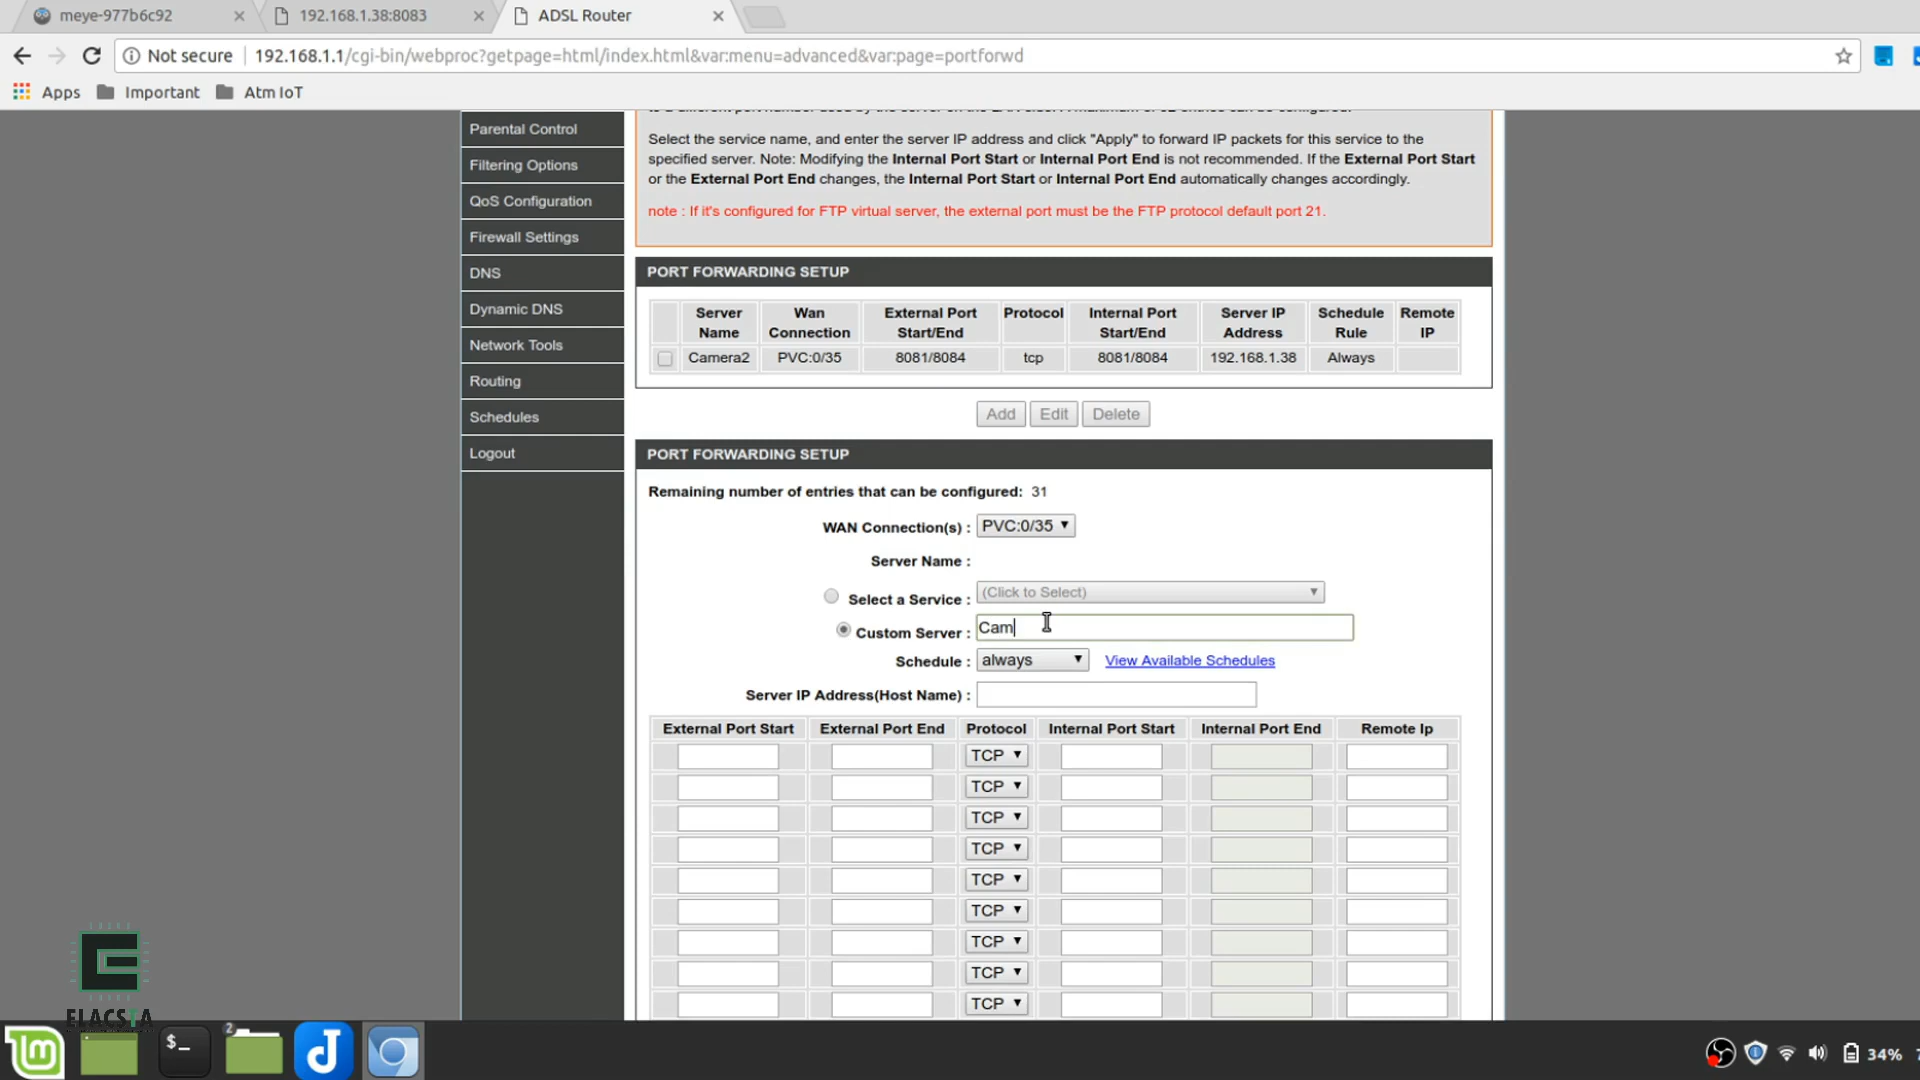 meye-977b6c92
192.168.1.38:8083
ADSL Router
Not secure
192.168.1.1/cgi-bin/webproc?getpage=html/index.html&var:menu=advanced&var:page=portforwd
Apps
Important
Atm IoT
Parental Control
Filtering Options
QoS Configuration
Firewall Settings
DNS
Dynamic DNS
Network Tools
Routing
Schedules
Logout
Select the service name, and enter the server IP address and click "Apply" to forward IP packets for this service to the
specified server. Note: Modifying the Internal Port Start or Internal Port End is not recommended. If the External Port Start
or the External Port End changes, the Internal Port Start or Internal Port End automatically changes accordingly.
note : If it's configured for FTP virtual server, the external port must be the FTP protocol default port 21.
PORT FORWARDING SETUP
Server Name Wan Connection External Port Start/End Protocol Internal Port Start/End Server IP Address Schedule Rule Remote IP
Camera2 PVC:0/35 8081/8084 tcp 8081/8084 192.168.1.38 Always
Add Edit Delete
PORT FORWARDING SETUP
Remaining number of entries that can be configured: 31
WAN Connection(s) : PVC:0/35
Server Name :
Select a Service : (Click to Select)
Custom Server : Cam
Schedule : always View Available Schedules
Server IP Address(Host Name) :
External Port Start External Port End Protocol Internal Port Start Internal Port End Remote Ip
TCP
TCP
TCP
TCP
TCP
TCP
TCP
TCP
TCP
ELACSTA
2
$_
34%